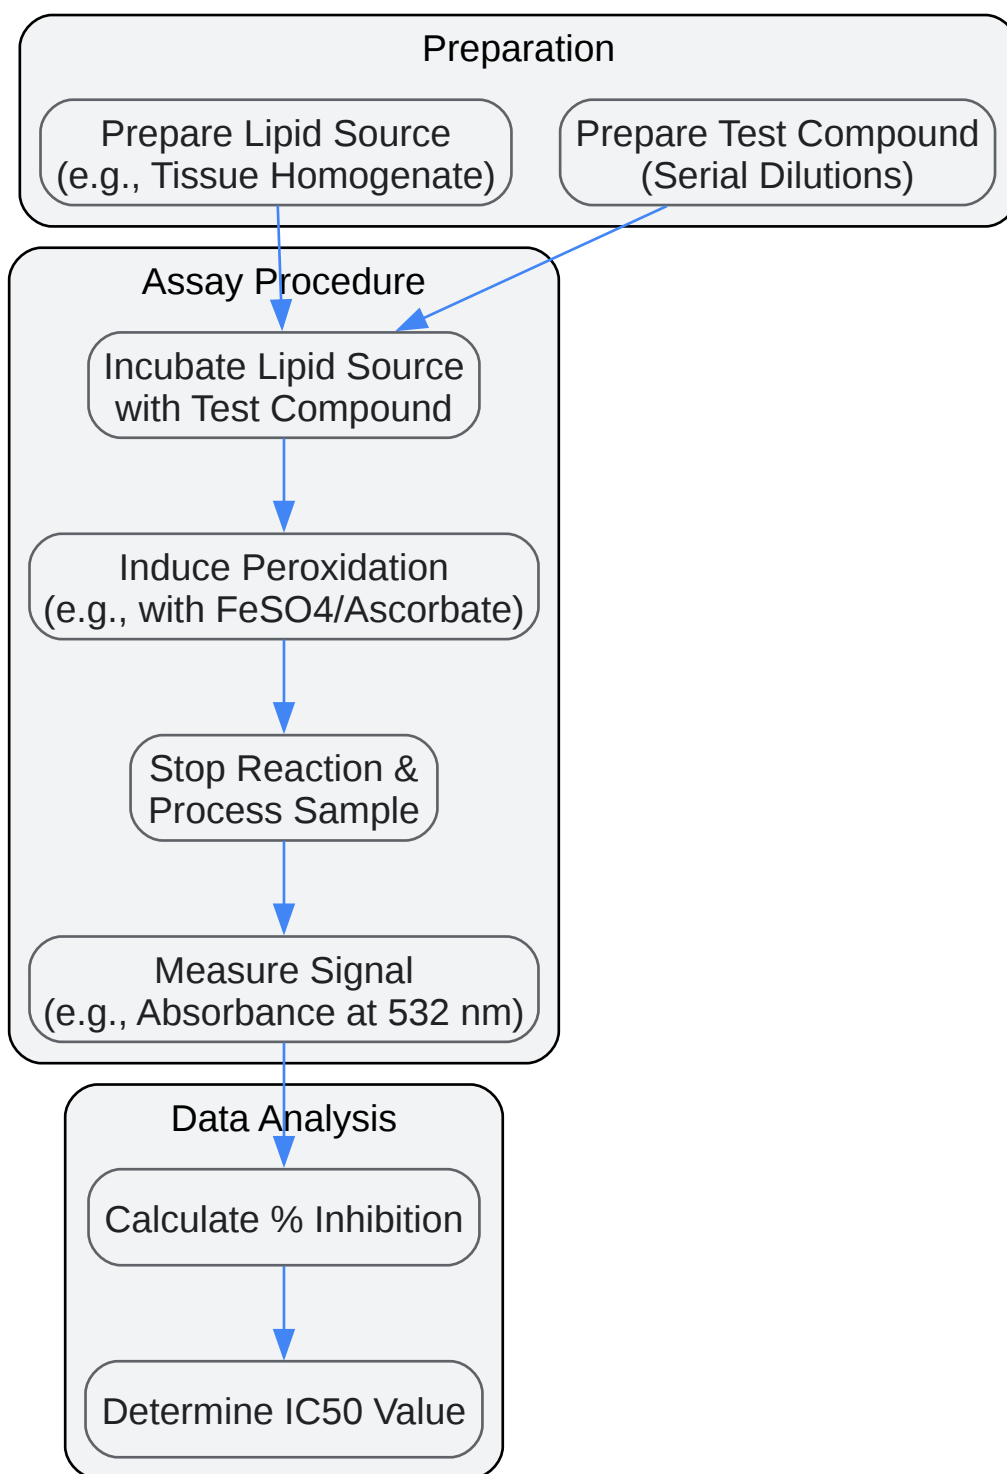 Preparation
Prepare Lipid Source
(e.g., Tissue Homogenate)
Prepare Test Compound
(Serial Dilutions)
Assay Procedure
Incubate Lipid Source
with Test Compound
Induce Peroxidation
(e.g., with FeSO4/Ascorbate)
Stop Reaction &
Process Sample
Measure Signal
(e.g., Absorbance at 532 nm)
Data Analysis
Calculate % Inhibition
Determine IC50 Value